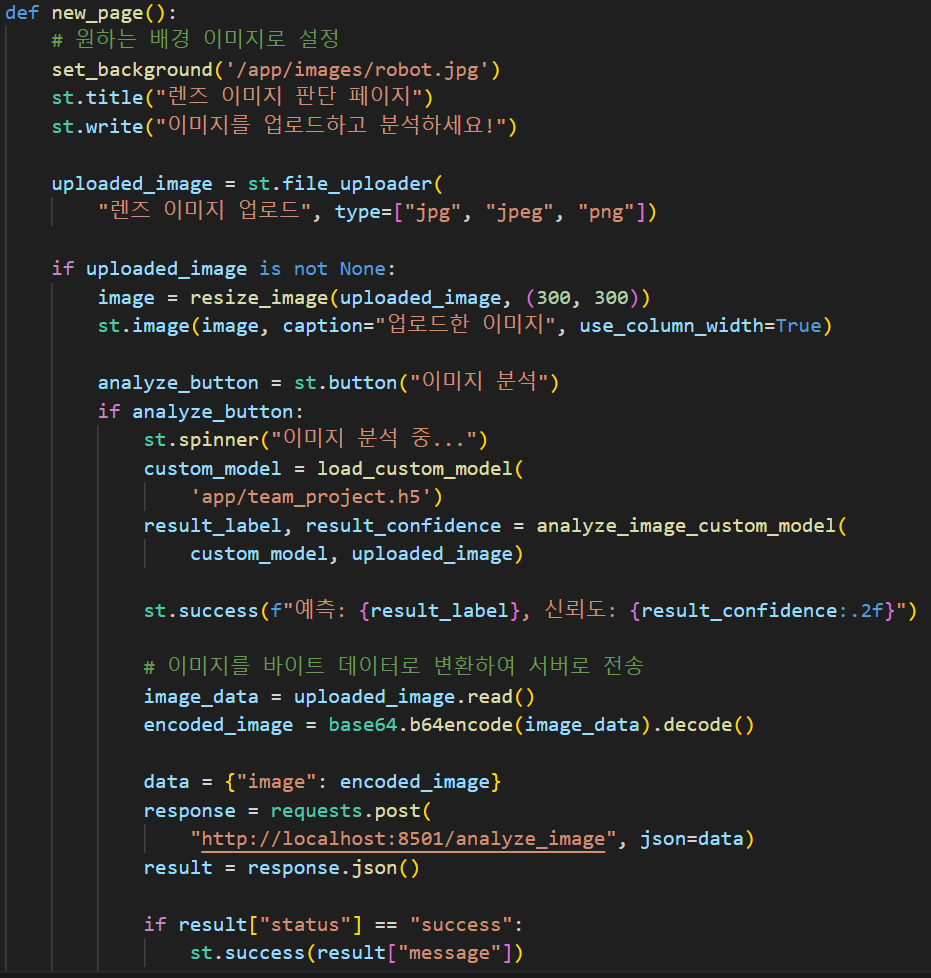 def new_page():
    # 원하는 배경 이미지로 설정
    set_background('/app/images/robot.jpg')
    st.title("렌즈 이미지 판단 페이지")
    st.write("이미지를 업로드하고 분석하세요!")

    uploaded_image = st.file_uploader(
        "렌즈 이미지 업로드", type=["jpg", "jpeg", "png"])

    if uploaded_image is not None:
        image = resize_image(uploaded_image, (300, 300))
        st.image(image, caption="업로드한 이미지", use_column_width=True)

        analyze_button = st.button("이미지 분석")
        if analyze_button:
            st.spinner("이미지 분석 중...")
            custom_model = load_custom_model(
                'app/team_project.h5')
            result_label, result_confidence = analyze_image_custom_model(
                custom_model, uploaded_image)

            st.success(f"예측: {result_label}, 신뢰도: {result_confidence:.2f}")

            # 이미지를 바이트 데이터로 변환하여 서버로 전송
            image_data = uploaded_image.read()
            encoded_image = base64.b64encode(image_data).decode()

            data = {"image": encoded_image}
            response = requests.post(
                "http://localhost:8501/analyze_image", json=data)
            result = response.json()

            if result["status"] == "success":
                st.success(result["message"])